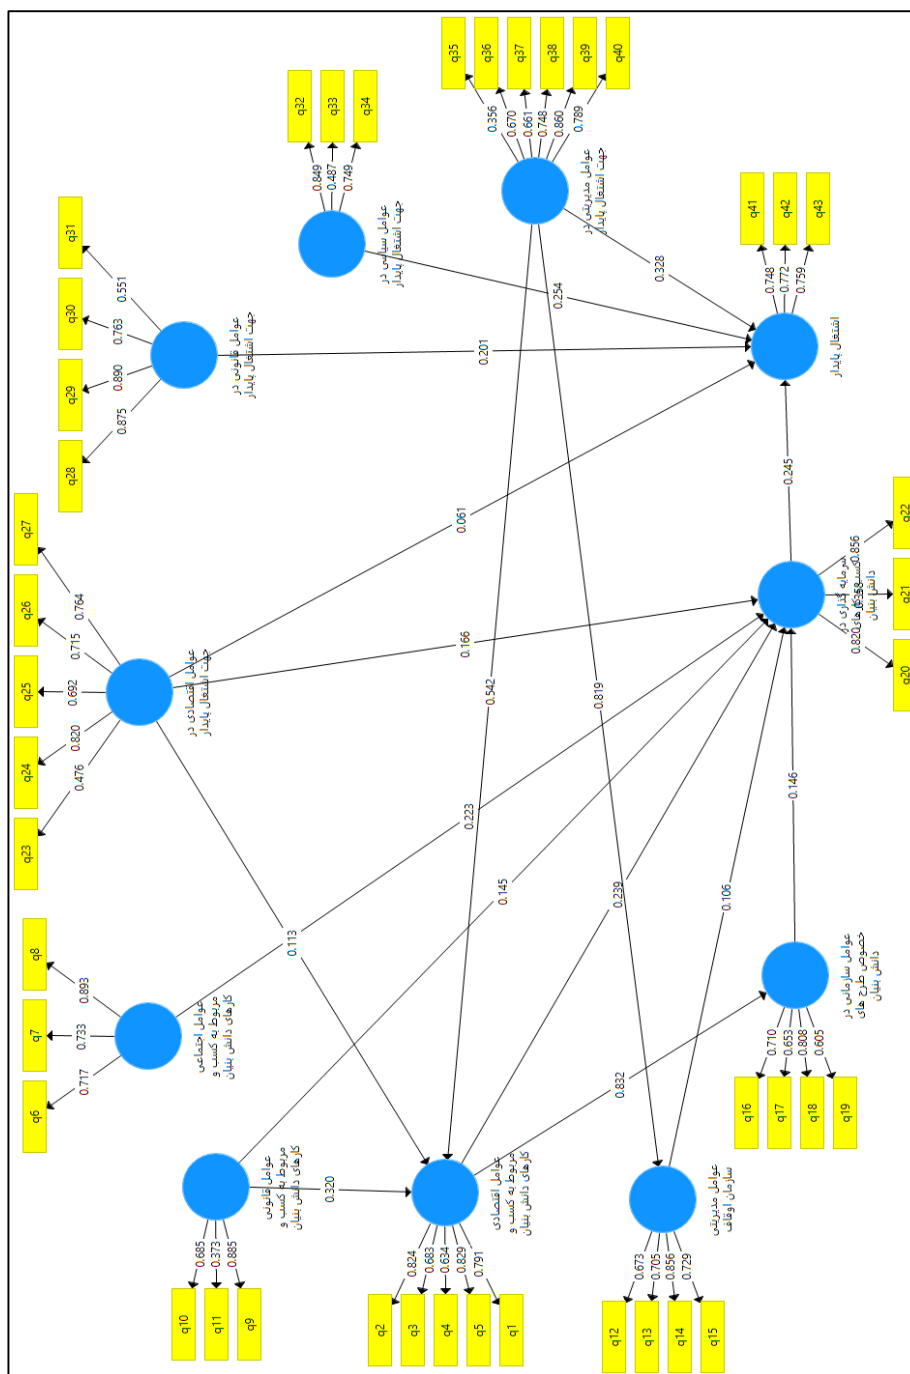 q35
q36
q37
q38
q39
q40
0.356
0.670
0.661
0.748
0.860
0.789
عوامل مدیریتی در
جهت اشتغال پایدار
q32
q33
q34
0.849
0.487
0.749
عوامل سیاسی در
جهت اشتغال پایدار
q31
q30
q29
q28
0.551
0.763
0.890
0.875
عوامل قانونی در
جهت اشتغال پایدار
q41
q42
q43
0.748
0.772
0.759
اشتغال پایدار
0.328
0.254
0.201
0.061
0.245
q27
q26
q25
q24
q23
0.764
0.715
0.692
0.820
0.476
عوامل اقتصادی در
جهت اشتغال پایدار
q22
q21
q20
0.856
0.820
سرمایه گذاری در
دانش بنیان
0.166
0.542
0.819
0.223
0.145
0.239
0.106
0.146
0.113
q8
q7
q6
0.893
0.733
0.717
عوامل اجتماعی
مربوط به کسب و
کارهای دانش بنیان
q10
q11
q9
0.685
0.373
0.885
عوامل قانونی
مربوط به کسب و
کارهای دانش بنیان
0.320
q2
q3
q4
q5
q1
0.824
0.683
0.634
0.829
0.791
عوامل اقتصادی
مربوط به کسب و
کارهای دانش بنیان
0.832
q12
q13
q14
q15
0.673
0.705
0.856
0.729
عوامل مدیریتی
سازمان اوقاف
q16
q17
q18
q19
0.710
0.653
0.808
0.605
عوامل سازمانی در
خصوص طرح های
دانش بنیان